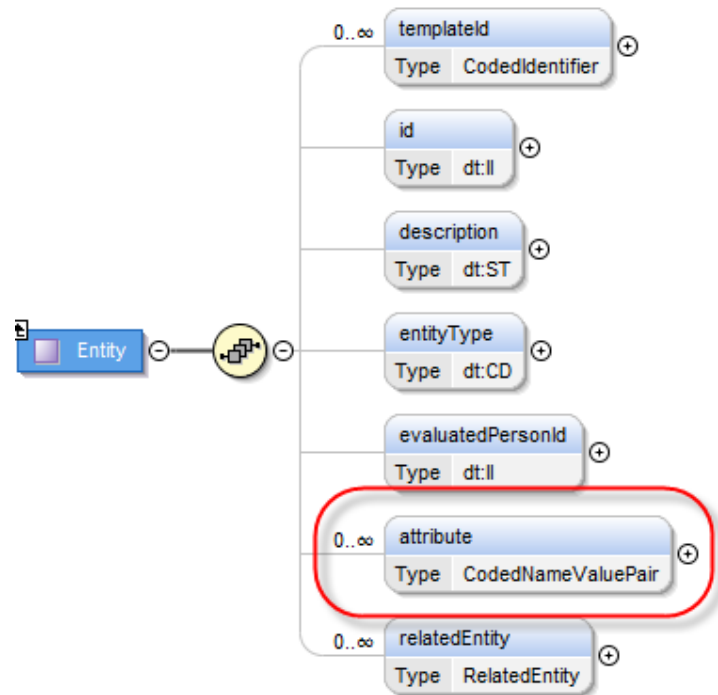 0..∞ templateId
Type CodedIdentifier
id
Type dt:II
description
Type dt:ST
entityType
Type dt:CD
Entity
evaluatedPersonId
Type dt:II
0..∞ attribute
Type CodedNameValuePair
0..∞ relatedEntity
Type RelatedEntity